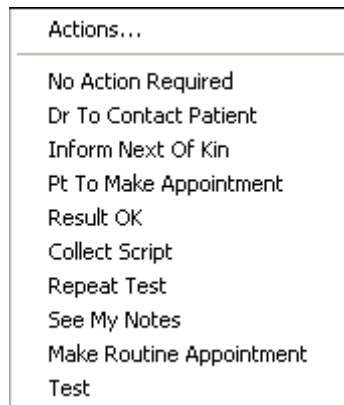 Actions...
No Action Required
Dr To Contact Patient
Inform Next Of Kin
Pt To Make Appointment
Result OK
Collect Script
Repeat Test
See My Notes
Make Routine Appointment
Test